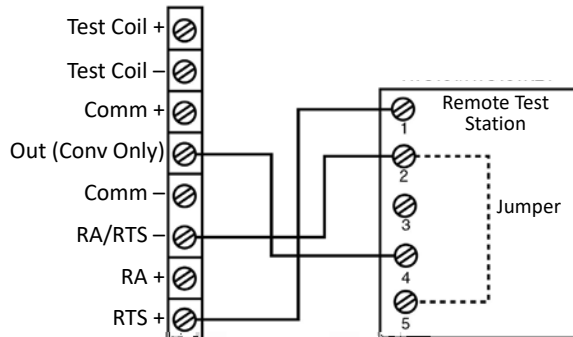 Test Coil +
Test Coil –
Comm +
Out (Conv Only)
Comm –
RA/RTS –
RA +
RTS +
Remote Test
Station
1
2
3
4
5
Jumper